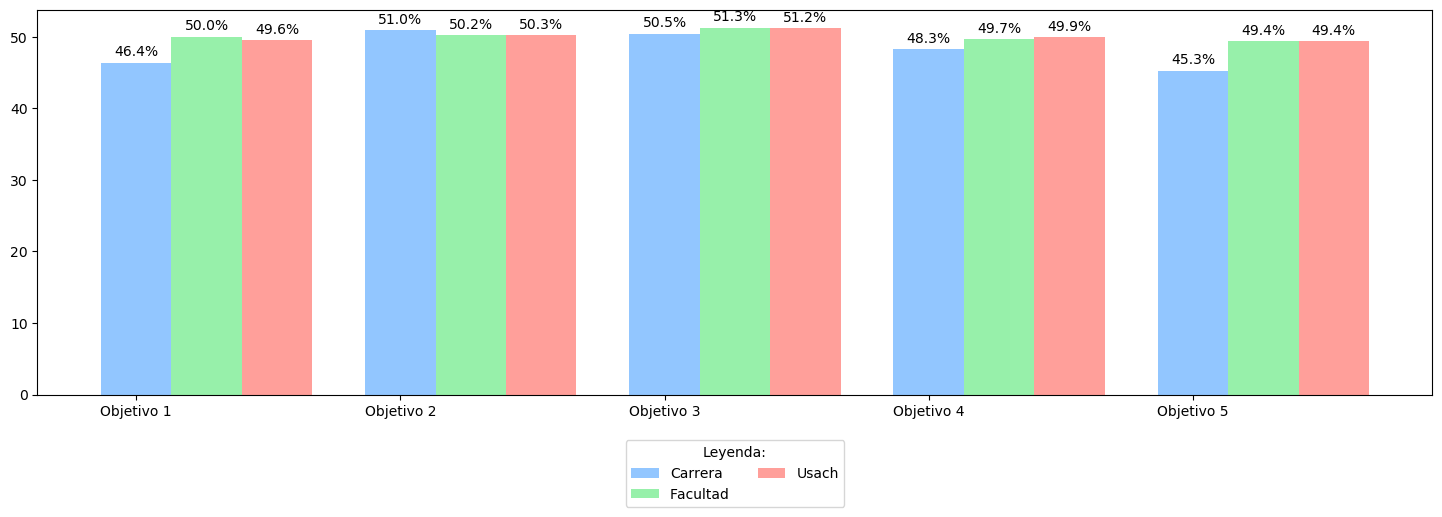 46.4%
50.0%
49.6%
51.0%
50.2%
50.3%
50.5%
51.3%
51.2%
48.3%
49.7%
49.9%
45.3%
49.4%
49.4%
50
40
30
20
10
0
Objetivo 1
Objetivo 2
Objetivo 3
Objetivo 4
Objetivo 5
Leyenda:
Carrera
Facultad
Usach